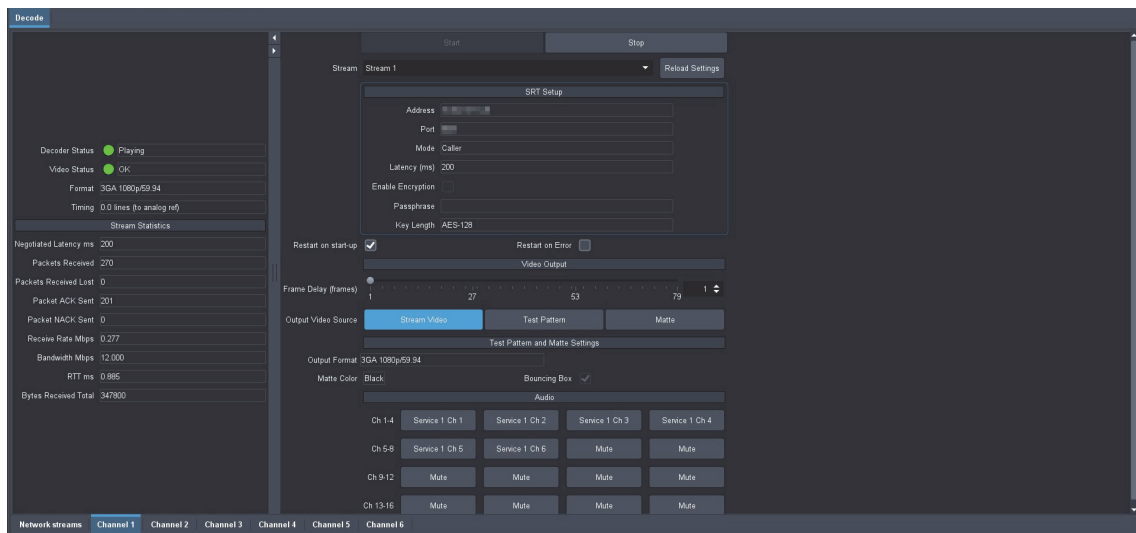 Decode
Start Stop
Stream Stream 1 Reload Settings
SRT Setup
Address
Port
Mode Caller
Latency (ms) 200
Enable Encryption
Passphrase
Key Length AES-128
Decoder Status Playing
Video Status OK
Format 3GA 1080p/59.94
Timing 0.0 lines (to analog ref)
Stream Statistics
Negotiated Latency ms 200
Packets Received 270
Packets Received Lost 0
Packet ACK Sent 201
Packet NACK Sent 0
Receive Rate Mbps 0.277
Bandwidth Mbps 12.000
RTT ms 0.885
Bytes Received Total 347800
Restart on start-up Restart on Error
Video Output
Frame Delay (frames) 1 27 53 79 1
Output Video Source Stream Video Test Pattern Matte
Test Pattern and Matte Settings
Output Format 3GA 1080p/59.94
Matte Color Black Bouncing Box
Audio
Ch 1-4 Service 1 Ch 1 Service 1 Ch 2 Service 1 Ch 3 Service 1 Ch 4
Ch 5-8 Service 1 Ch 5 Service 1 Ch 6 Mute Mute
Ch 9-12 Mute Mute Mute Mute
Ch 13-16 Mute Mute Mute Mute
Network streams Channel 1 Channel 2 Channel 3 Channel 4 Channel 5 Channel 6